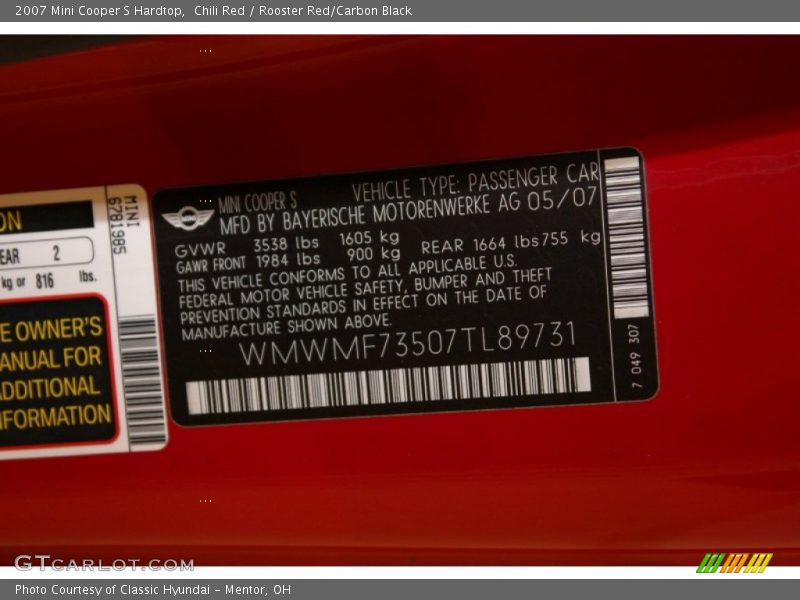 2007 Mini Cooper S Hardtop,  Chili Red / Rooster Red/Carbon Black
MINI COOPER S VEHICLE TYPE: PASSENGER CAR
MFD BY BAYERISCHE MOTORENWERKE AG 05/07
GVWR 3538 lbs 1605 kg
GAWR FRONT 1984 lbs 900 kg REAR 1664 lbs 755 kg
THIS VEHICLE CONFORMS TO ALL APPLICABLE U.S.
FEDERAL MOTOR VEHICLE SAFETY, BUMPER AND THEFT
PREVENTION STANDARDS IN EFFECT ON THE DATE OF
MANUFACTURE SHOWN ABOVE.
WMWMF73507TL89731
7 049 307
MINI
6781985
ON
EAR 2
kg or 816 lbs.
E OWNER'S
ANUAL FOR
ADDITIONAL
NFORMATION
MINI
GTCARLOT.COM
Photo Courtesy of Classic Hyundai - Mentor, OH